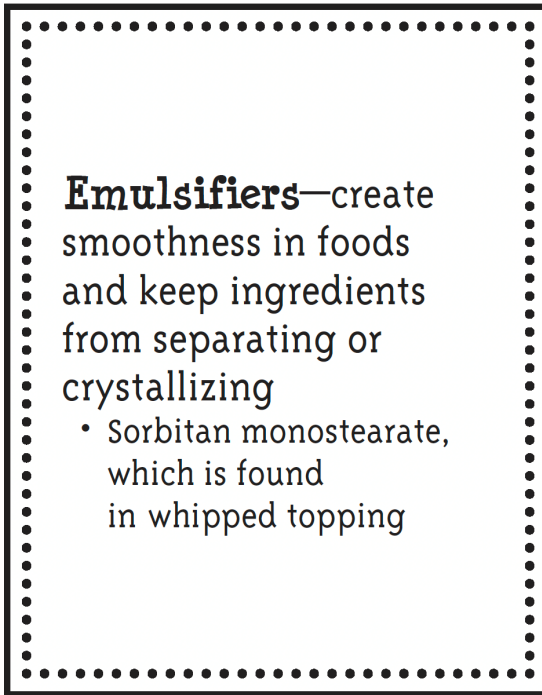 Emulsifiers—create
smoothness in foods
and keep ingredients
from separating or
crystallizing
• Sorbitan monostearate,
which is found
in whipped topping